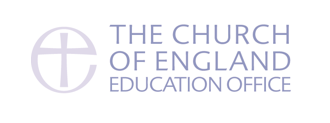 THE CHURCH
OF ENGLAND
EDUCATION OFFICE